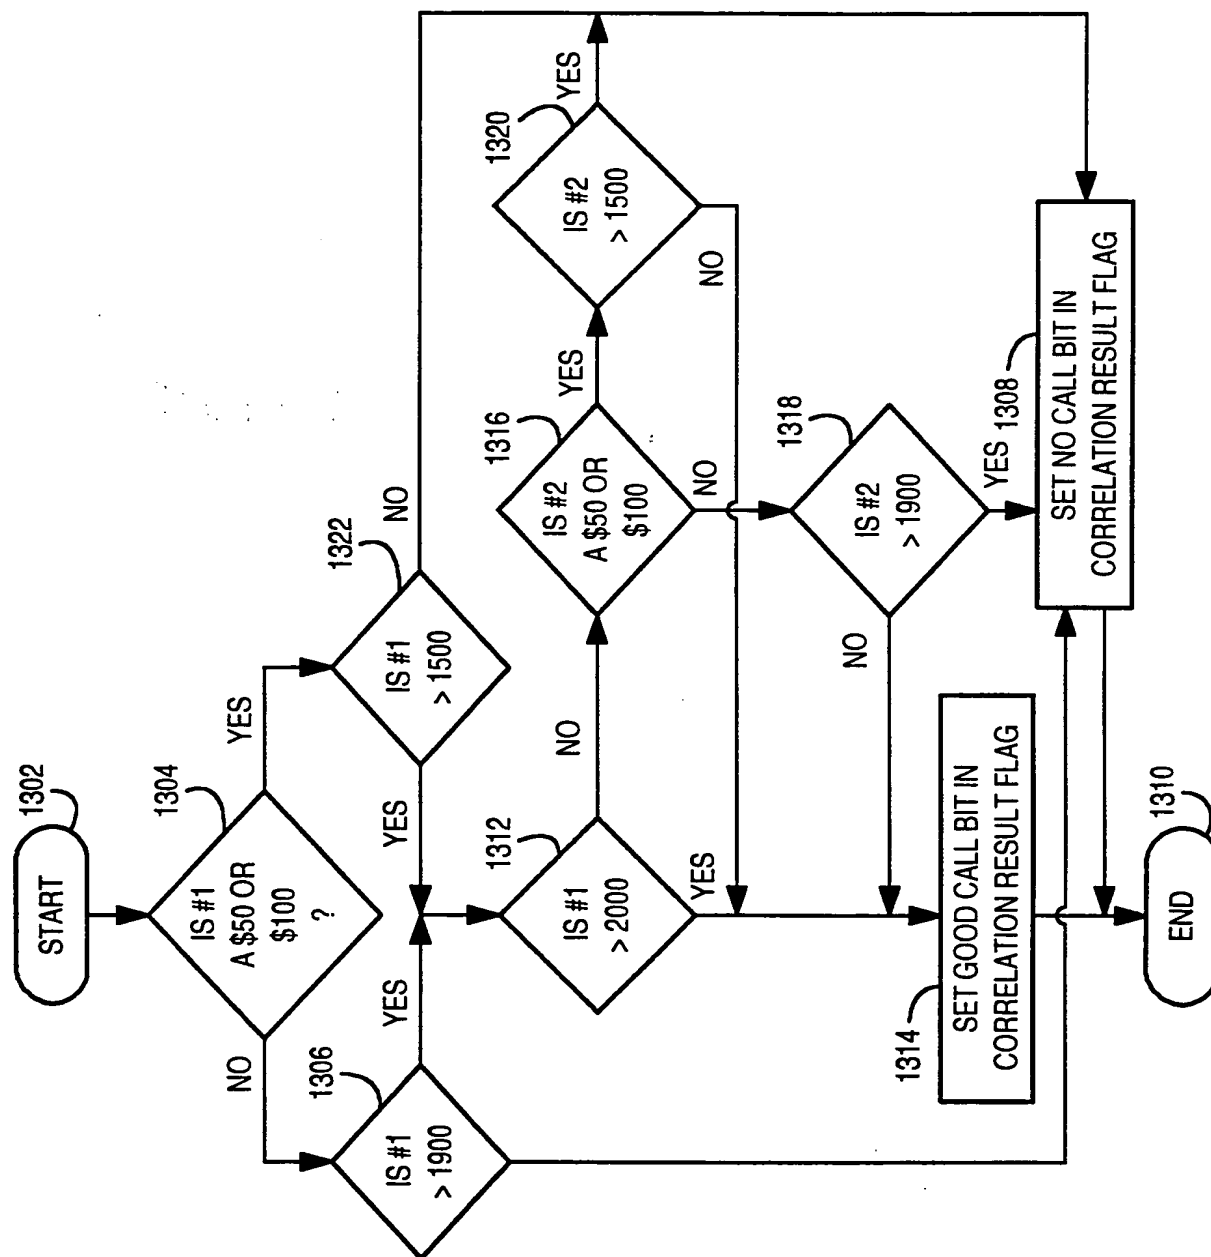 START
1302
IS #1
A $50 OR
$100
?
1304
NO
YES
IS #1
> 1900
1306
YES
IS #1
> 1500
1322
YES
NO
IS #1
> 2000
1312
NO
YES
IS #2
A $50 OR
$100
1316
YES
NO
IS #2
> 1500
1320
YES
NO
IS #2
> 1900
1318
NO
YES
SET GOOD CALL BIT IN
CORRELATION RESULT FLAG
1314
SET NO CALL BIT IN
CORRELATION RESULT FLAG
1308
END
1310